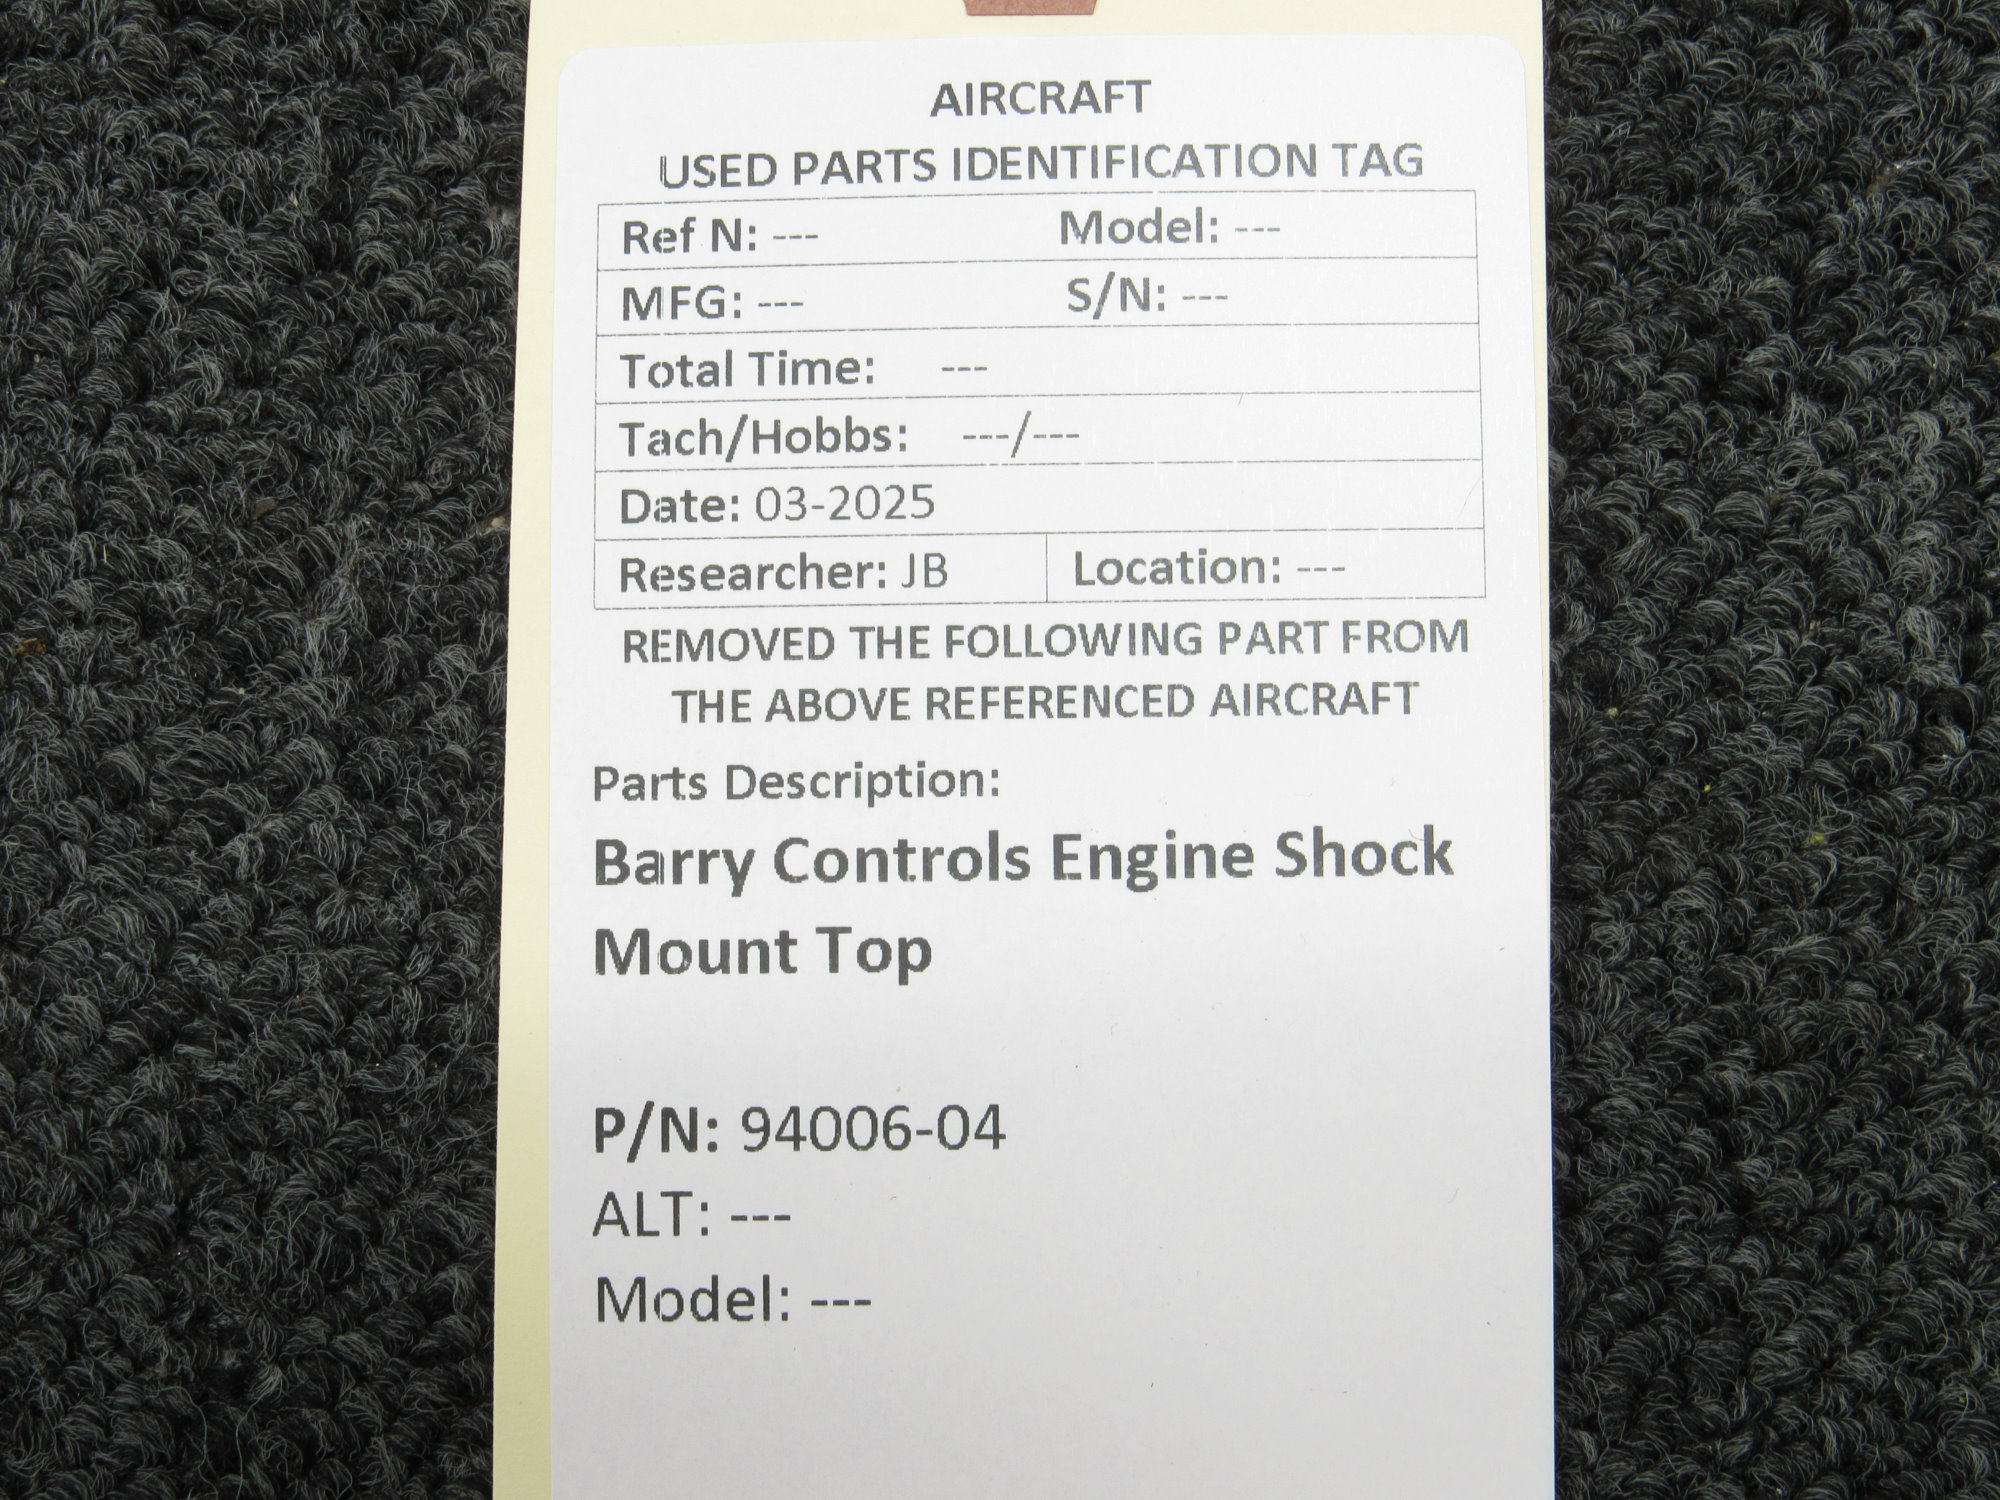 AIRCRAFT
USED PARTS IDENTIFICATION TAG
Ref N: --- Model: ---
MFG: --- S/N: ---
Total Time: ---
Tach/Hobbs: ---/---
Date: 03-2025
Researcher: JB Location: ---
REMOVED THE FOLLOWING PART FROM
THE ABOVE REFERENCED AIRCRAFT
Parts Description:
Barry Controls Engine Shock
Mount Top
P/N: 94006-04
ALT: ---
Model: ---